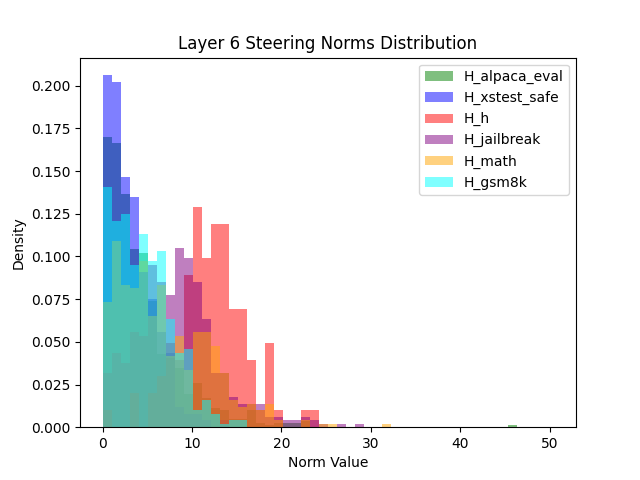 Layer 6 Steering Norms Distribution
H_alpaca_eval
H_xstest_safe
H_h
H_jailbreak
H_math
H_gsm8k
0.200
0.175
0.150
0.125
0.100
0.075
0.050
0.025
0.000
Density
0 10 20 30 40 50
Norm Value